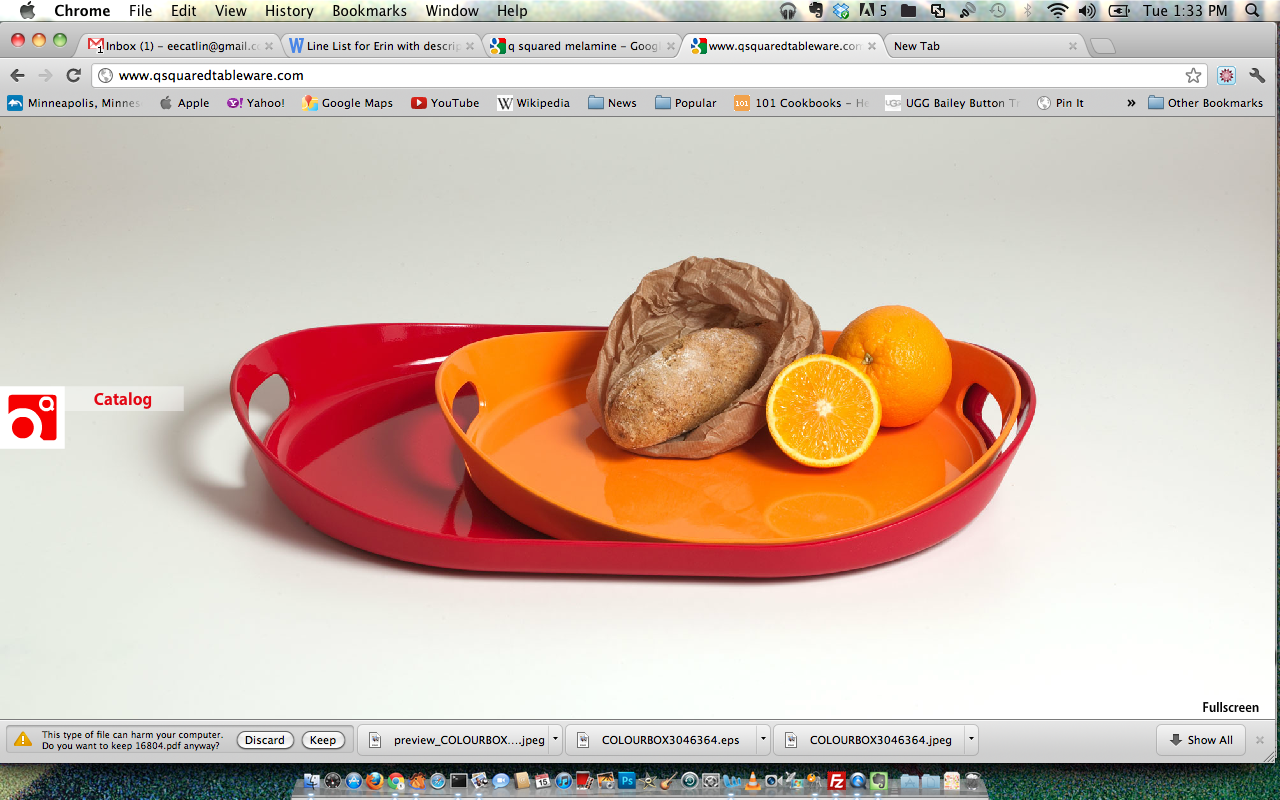 Chrome File Edit View History Bookmarks Window Help 5 Tue 1:33 PM
Inbox (1) – eecatlin@gmail.c
Line List for Erin with descrip
q squared melamine – Goog
www.qsquaredtableware.com
New Tab
www.qsquaredtableware.com
Minneapolis, Minnes
Apple
Yahoo!
Google Maps
YouTube
Wikipedia
News
Popular
101 Cookbooks – He
UGG Bailey Button T
Pin It
»
Other Bookmarks
Catalog
Fullscreen
This type of file can harm your computer.
Do you want to keep 16804.pdf anyway?
Discard
Keep
preview_COLOURBOX....jpeg
COLOURBOX3046364.eps
COLOURBOX3046364.jpeg
Show All